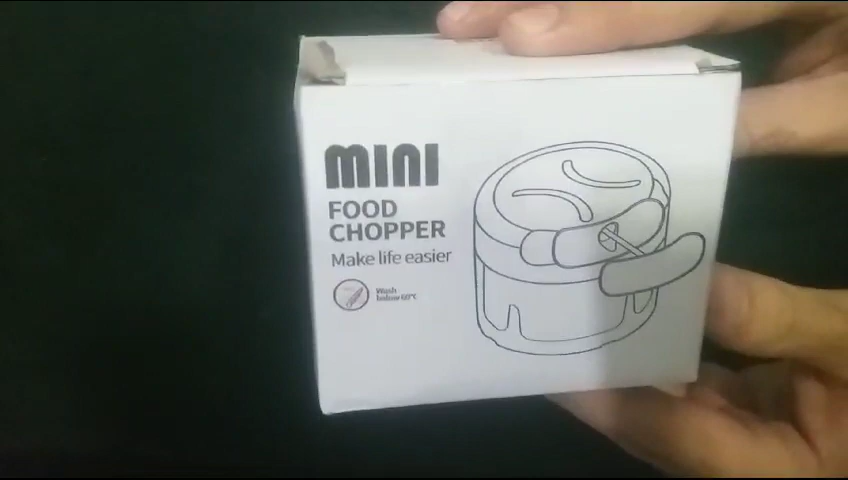 MINI
FOOD
CHOPPER
Make life easier
Wash
below 60°C